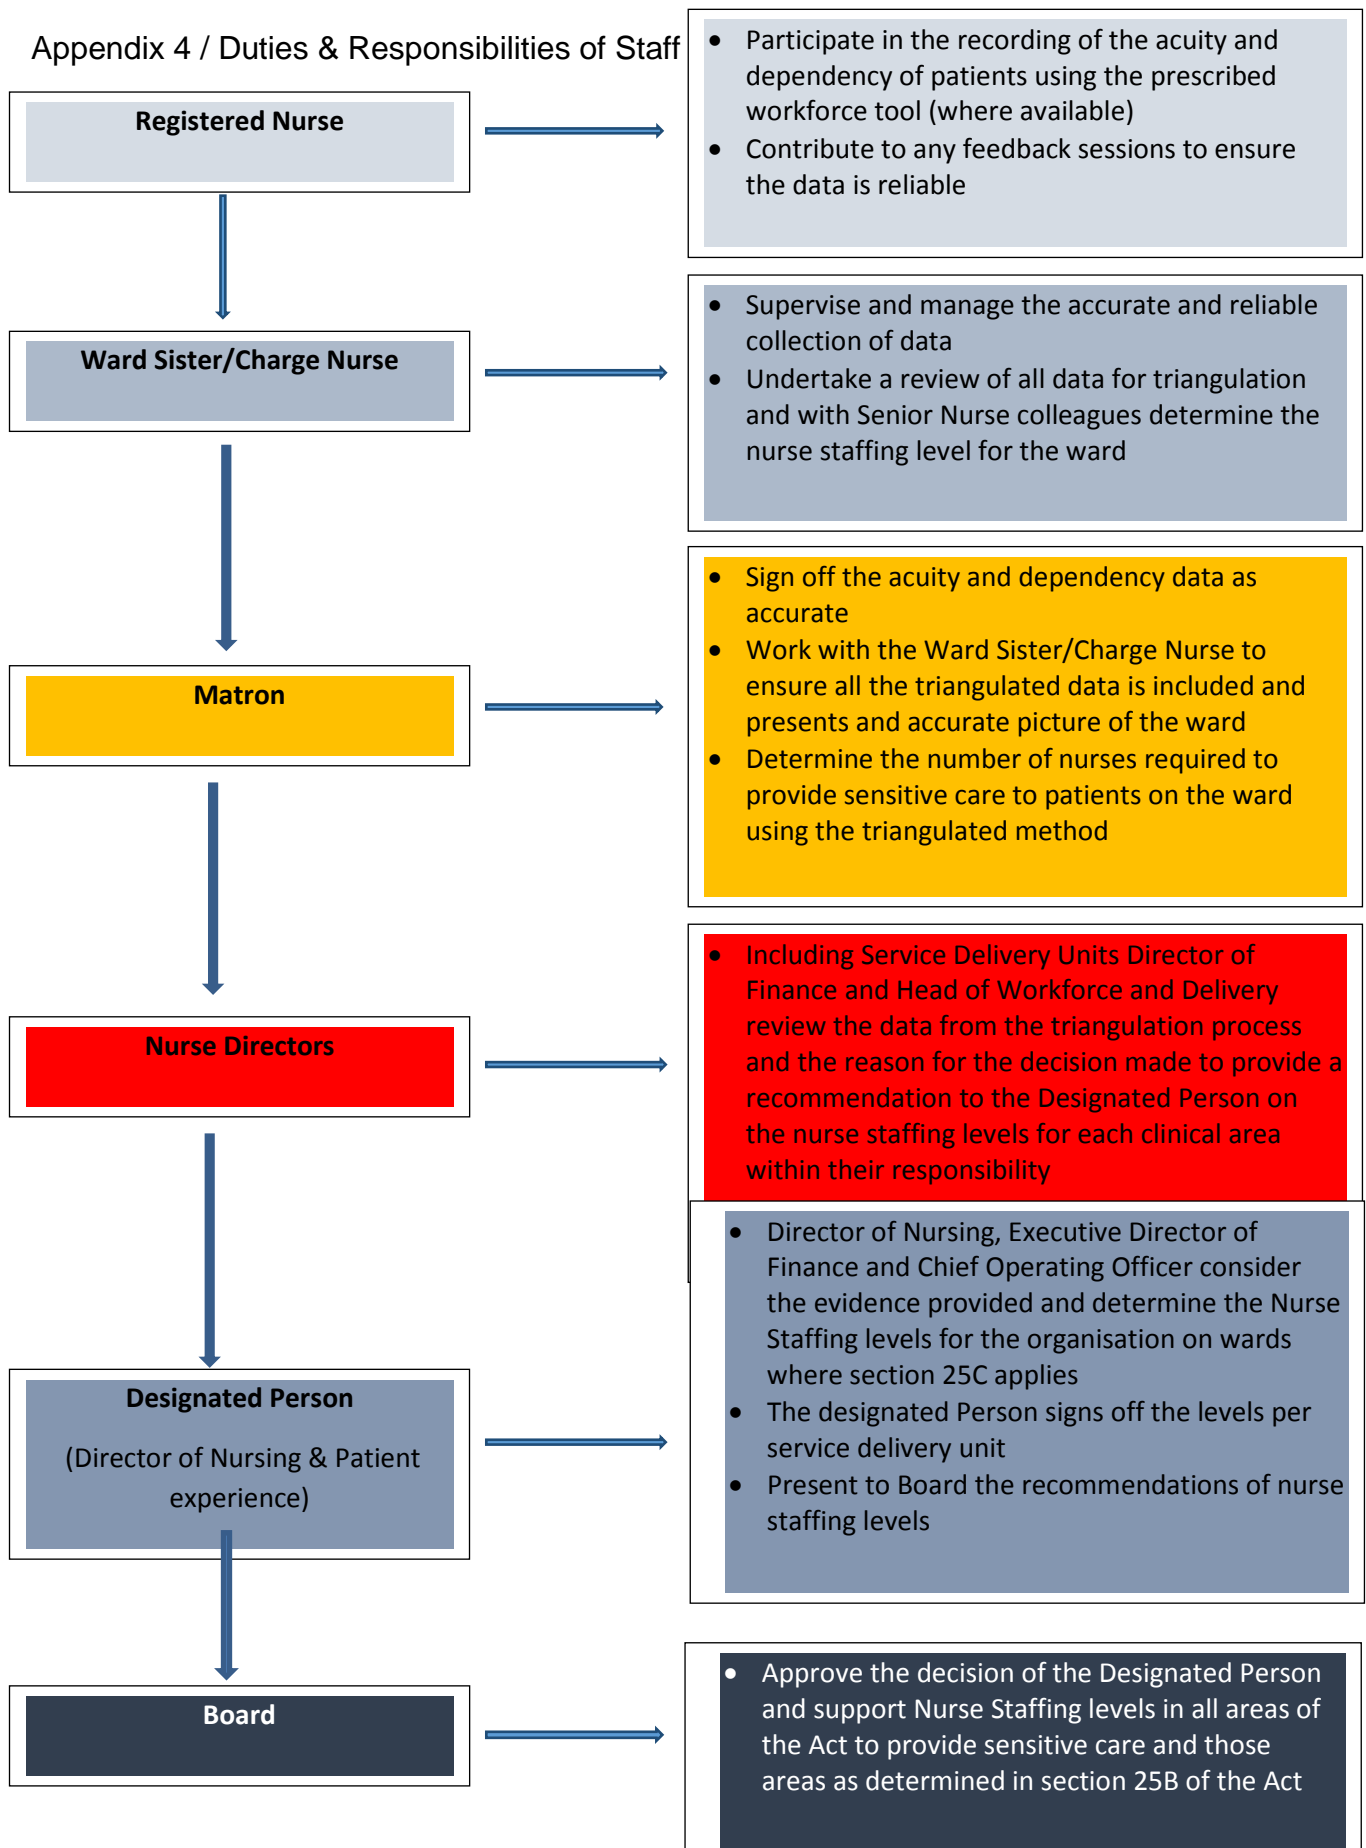 Appendix 4 / Duties & Responsibilities of Staff
Registered Nurse
• Participate in the recording of the acuity and
dependency of patients using the prescribed
workforce tool (where available)
• Contribute to any feedback sessions to ensure
the data is reliable
Ward Sister/Charge Nurse
• Supervise and manage the accurate and reliable
collection of data
• Undertake a review of all data for triangulation
and with Senior Nurse colleagues determine the
nurse staffing level for the ward
Matron
• Sign off the acuity and dependency data as
accurate
• Work with the Ward Sister/Charge Nurse to
ensure all the triangulated data is included and
presents and accurate picture of the ward
• Determine the number of nurses required to
provide sensitive care to patients on the ward
using the triangulated method
Nurse Directors
• Including Service Delivery Units Director of
Finance and Head of Workforce and Delivery
review the data from the triangulation process
and the reason for the decision made to provide a
recommendation to the Designated Person on
the nurse staffing levels for each clinical area
within their responsibility
Designated Person
(Director of Nursing & Patient
experience)
• Director of Nursing, Executive Director of
Finance and Chief Operating Officer consider
the evidence provided and determine the Nurse
Staffing levels for the organisation on wards
where section 25C applies
• The designated Person signs off the levels per
service delivery unit
• Present to Board the recommendations of nurse
staffing levels
Board
• Approve the decision of the Designated Person
and support Nurse Staffing levels in all areas of
the Act to provide sensitive care and those
areas as determined in section 25B of the Act